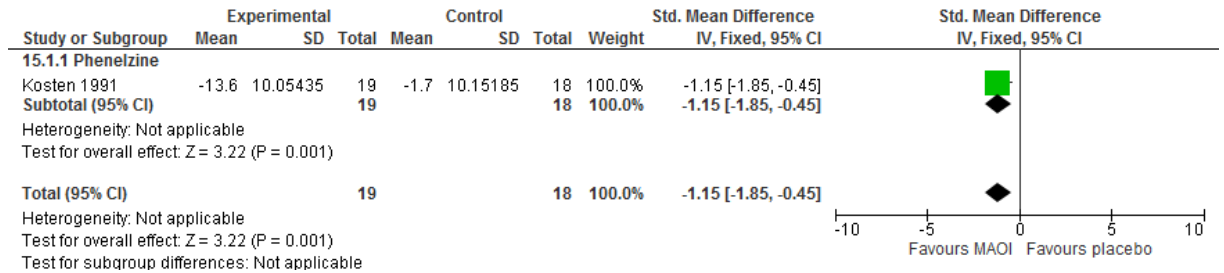 Experimental Control Std. Mean Difference Std. Mean Difference
Study or Subgroup Mean SD Total Mean SD Total Weight IV, Fixed, 95% CI IV, Fixed, 95% CI
15.1.1 Phenelzine
Kosten 1991 -13.6 10.05435 19 -1.7 10.15185 18 100.0% -1.15 [-1.85, -0.45]
Subtotal (95% CI) 19 18 100.0% -1.15 [-1.85, -0.45]
Heterogeneity: Not applicable
Test for overall effect: Z = 3.22 (P = 0.001)
Total (95% CI) 19 18 100.0% -1.15 [-1.85, -0.45]
Heterogeneity: Not applicable
Test for overall effect: Z = 3.22 (P = 0.001)
Test for subgroup differences: Not applicable
-10 -5 0 5 10
Favours MAOI Favours placebo